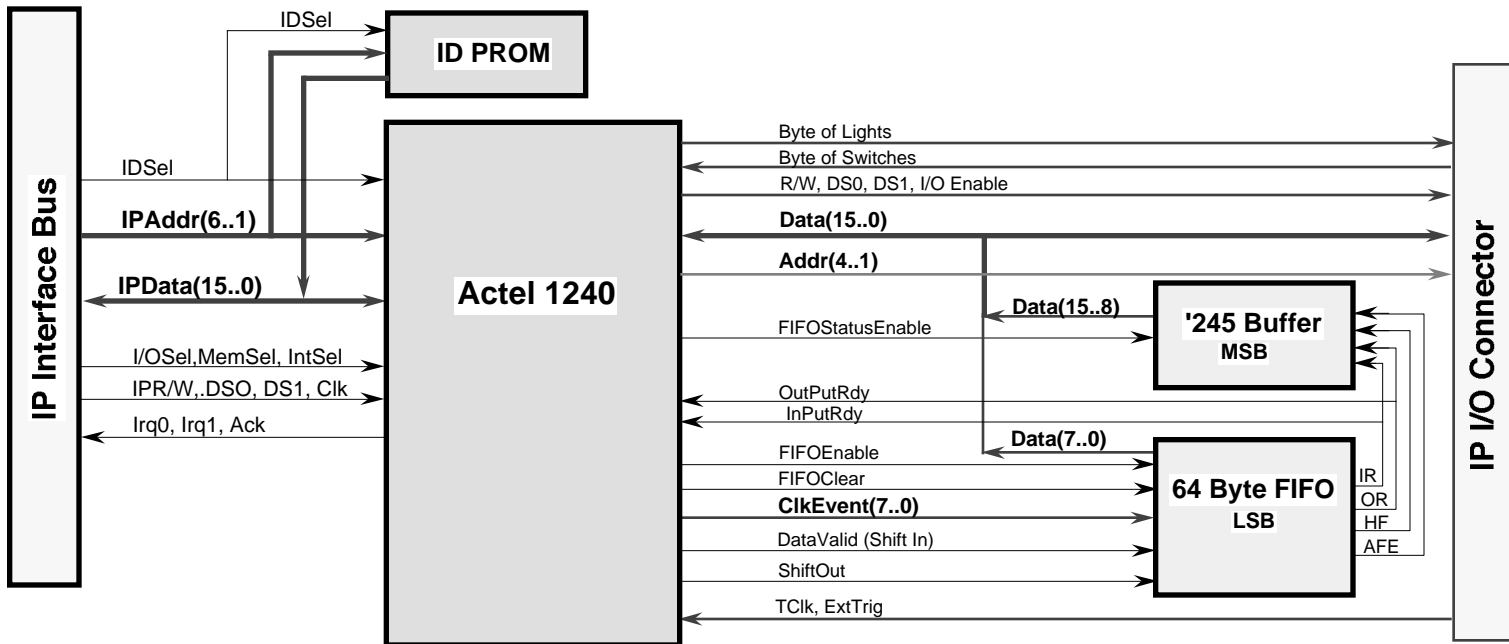 IDSel
ID PROM
IDSel
IPAddr(6..1)
IPData(15..0)
I/OSel,MemSel, IntSel
IPR/W,.DSO, DS1, Clk
Irq0, Irq1, Ack
IP Interface Bus
Actel 1240
Byte of Lights
Byte of Switches
R/W, DS0, DS1, I/O Enable
Data(15..0)
Addr(4..1)
Data(15..8)
FIFOStatusEnable
'245 Buffer
MSB
OutPutRdy
InPutRdy
Data(7..0)
FIFOEnable
FIFOClear
ClkEvent(7..0)
DataValid (Shift In)
ShiftOut
TClk, ExtTrig
64 Byte FIFO
LSB
IR
OR
HF
AFE
IP I/O Connector